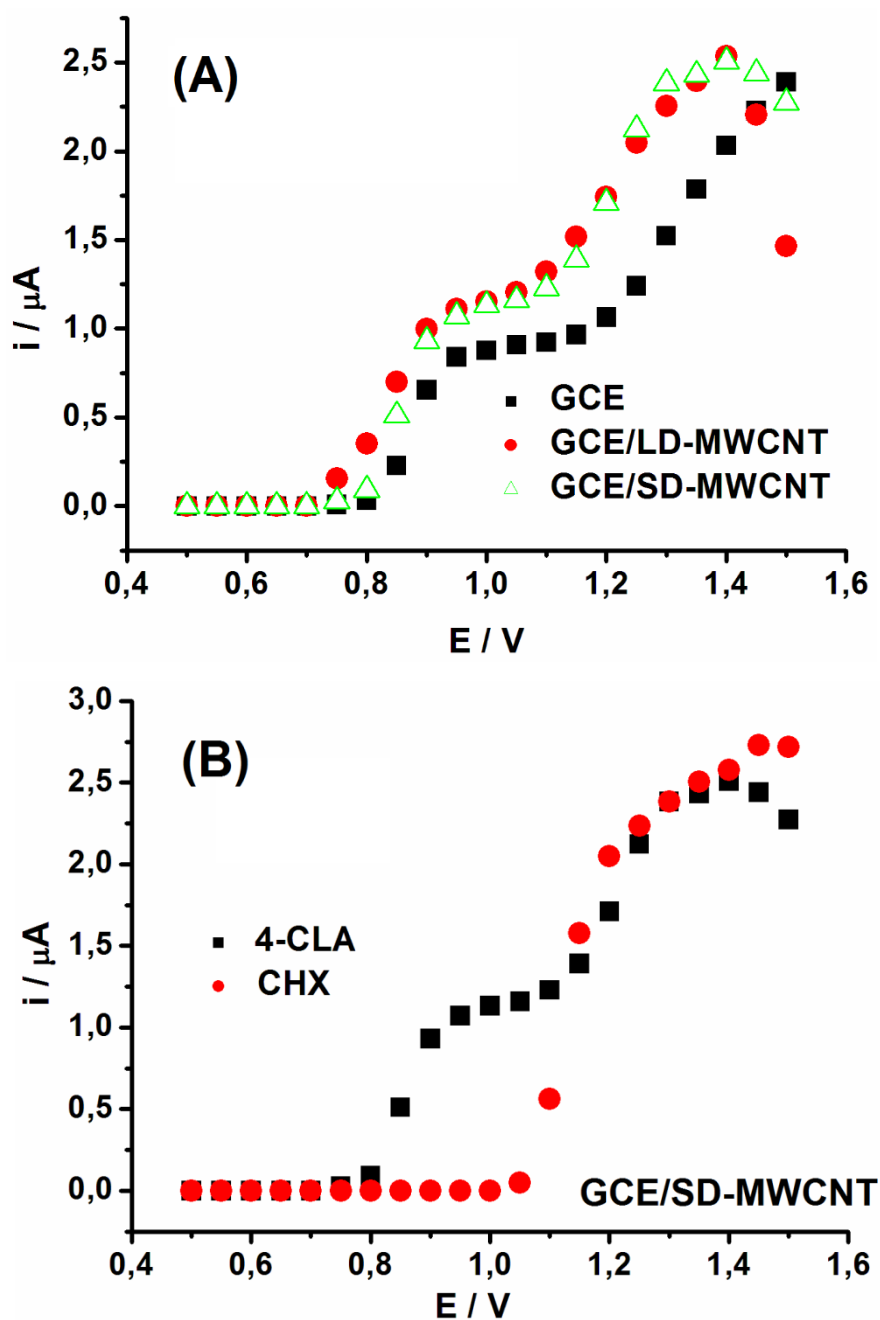 (A)
2,5
2,0
1,5
1,0
0,5
0,0
i / μA
GCE
GCE/LD-MWCNT
GCE/SD-MWCNT
0,4 0,6 0,8 1,0 1,2 1,4 1,6
E / V
(B)
3,0
2,5
2,0
1,5
1,0
0,5
0,0
i / μA
4-CLA
CHX
GCE/SD-MWCNT
0,4 0,6 0,8 1,0 1,2 1,4 1,6
E / V